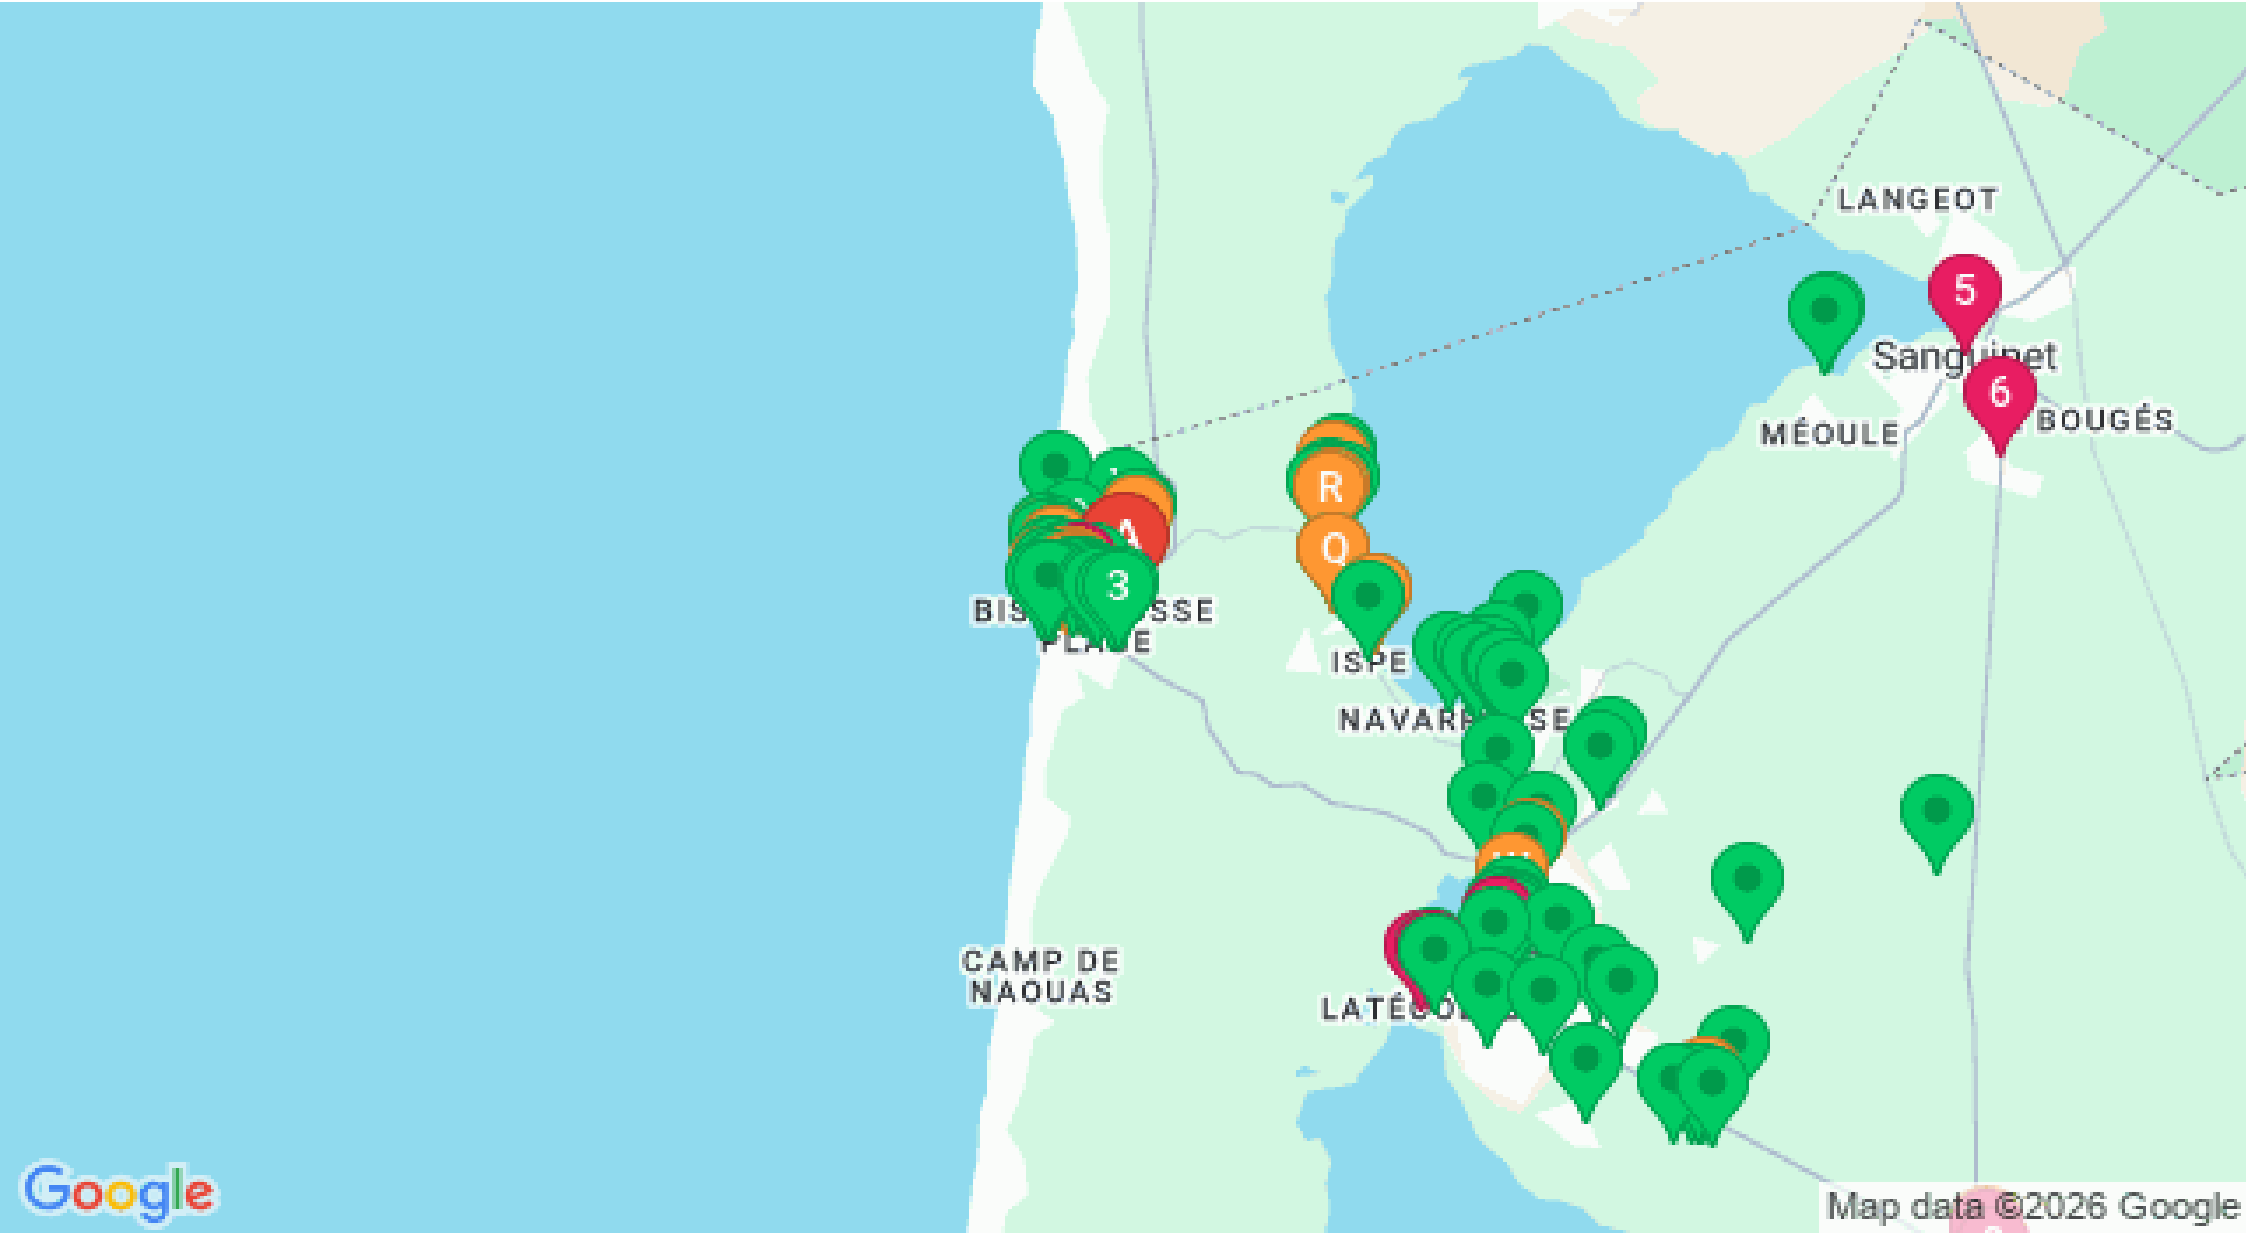 LANGEOT
5
Sanguinet
6
BOUGÉS
MÉOULE
R
A
Q
3
ISPE
CAMP DE
NAOUAS
Google
Map data ©2026 Google